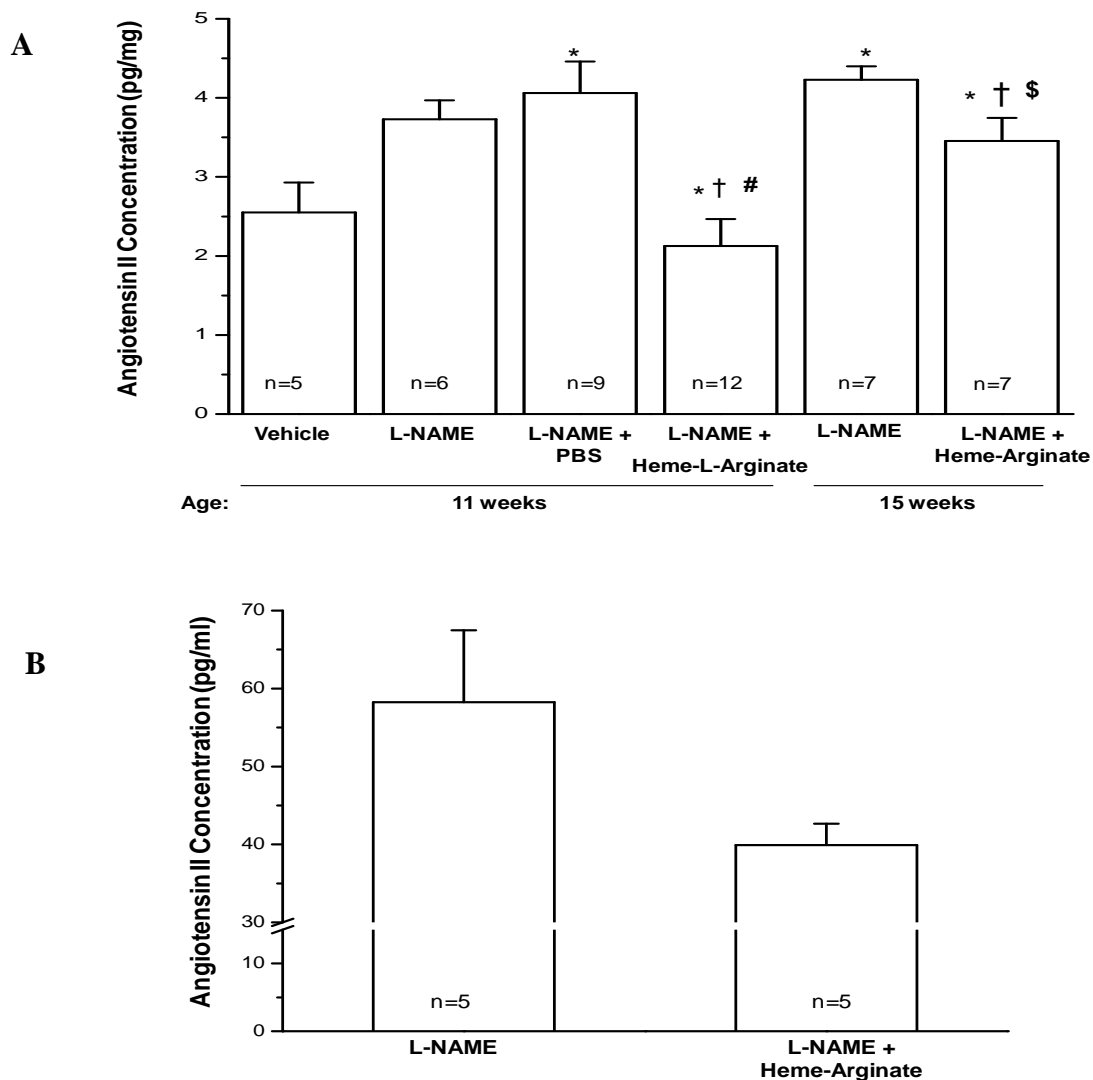 A
Angiotensin II Concentration (pg/mg)
5
4
3
2
1
0
*
*
* † #
* † $
n=5
n=6
n=9
n=12
n=7
n=7
Vehicle
L-NAME
L-NAME +
PBS
L-NAME +
Heme-L-Arginate
L-NAME
L-NAME +
Heme-Arginate
Age:
11 weeks
15 weeks
B
Angiotensin II Concentration (pg/ml)
70
60
50
40
30
10
0
n=5
n=5
L-NAME
L-NAME +
Heme-Arginate